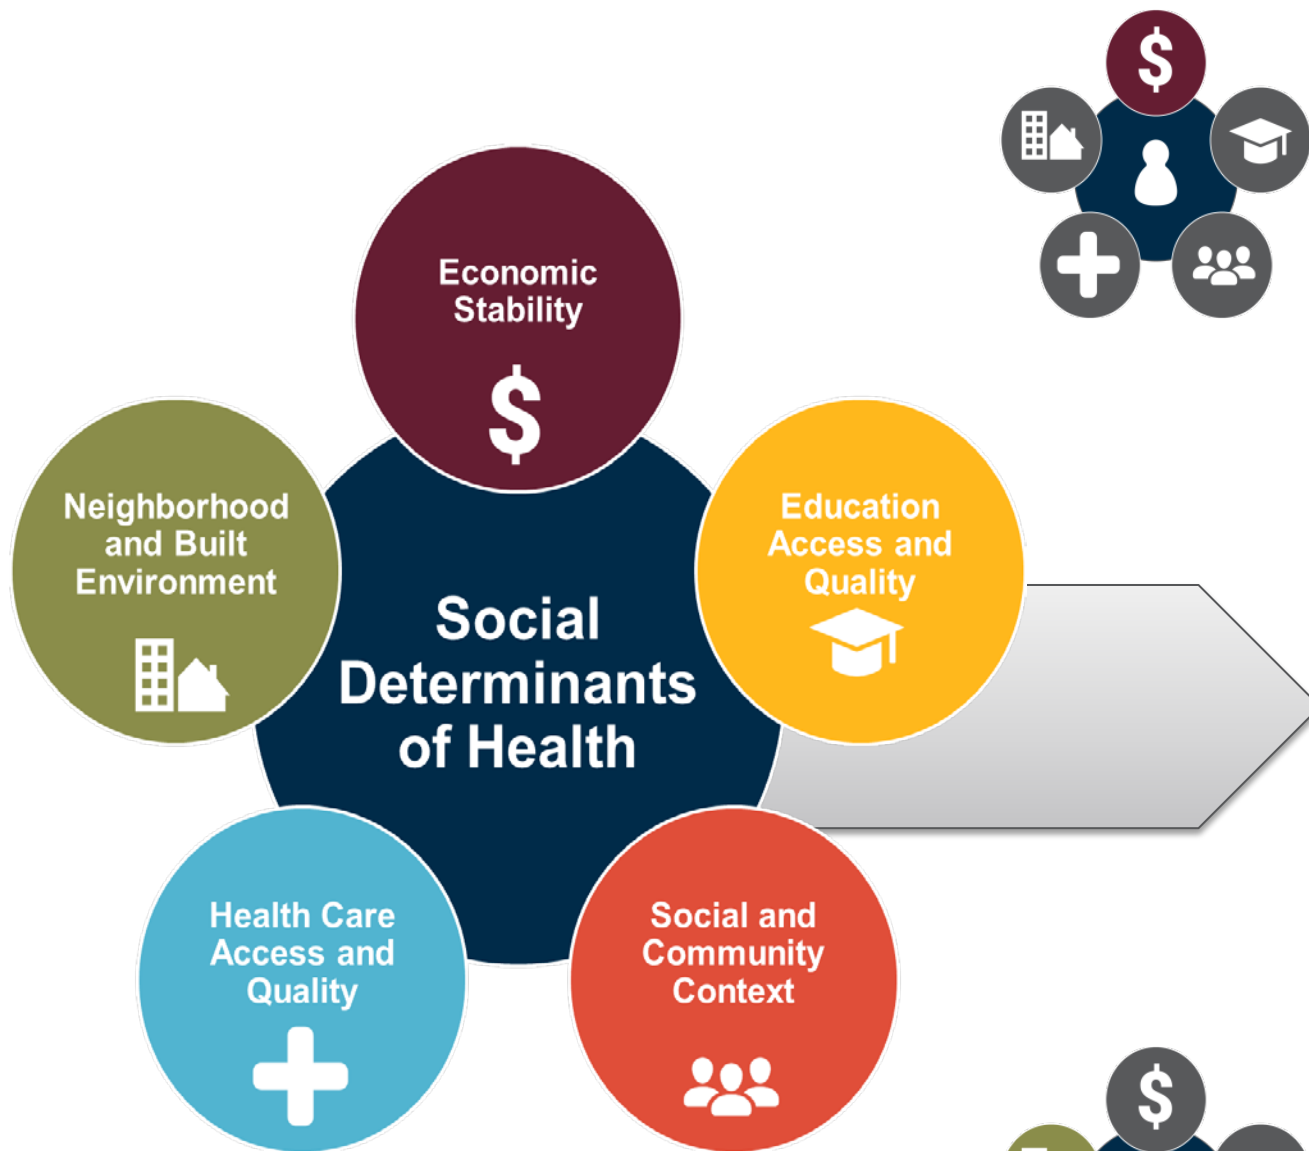 Economic
Stability
$
Neighborhood
and Built
Environment
Education
Access and
Quality
Social
Determinants
of Health
Health Care
Access and
Quality
Social and
Community
Context
$
$